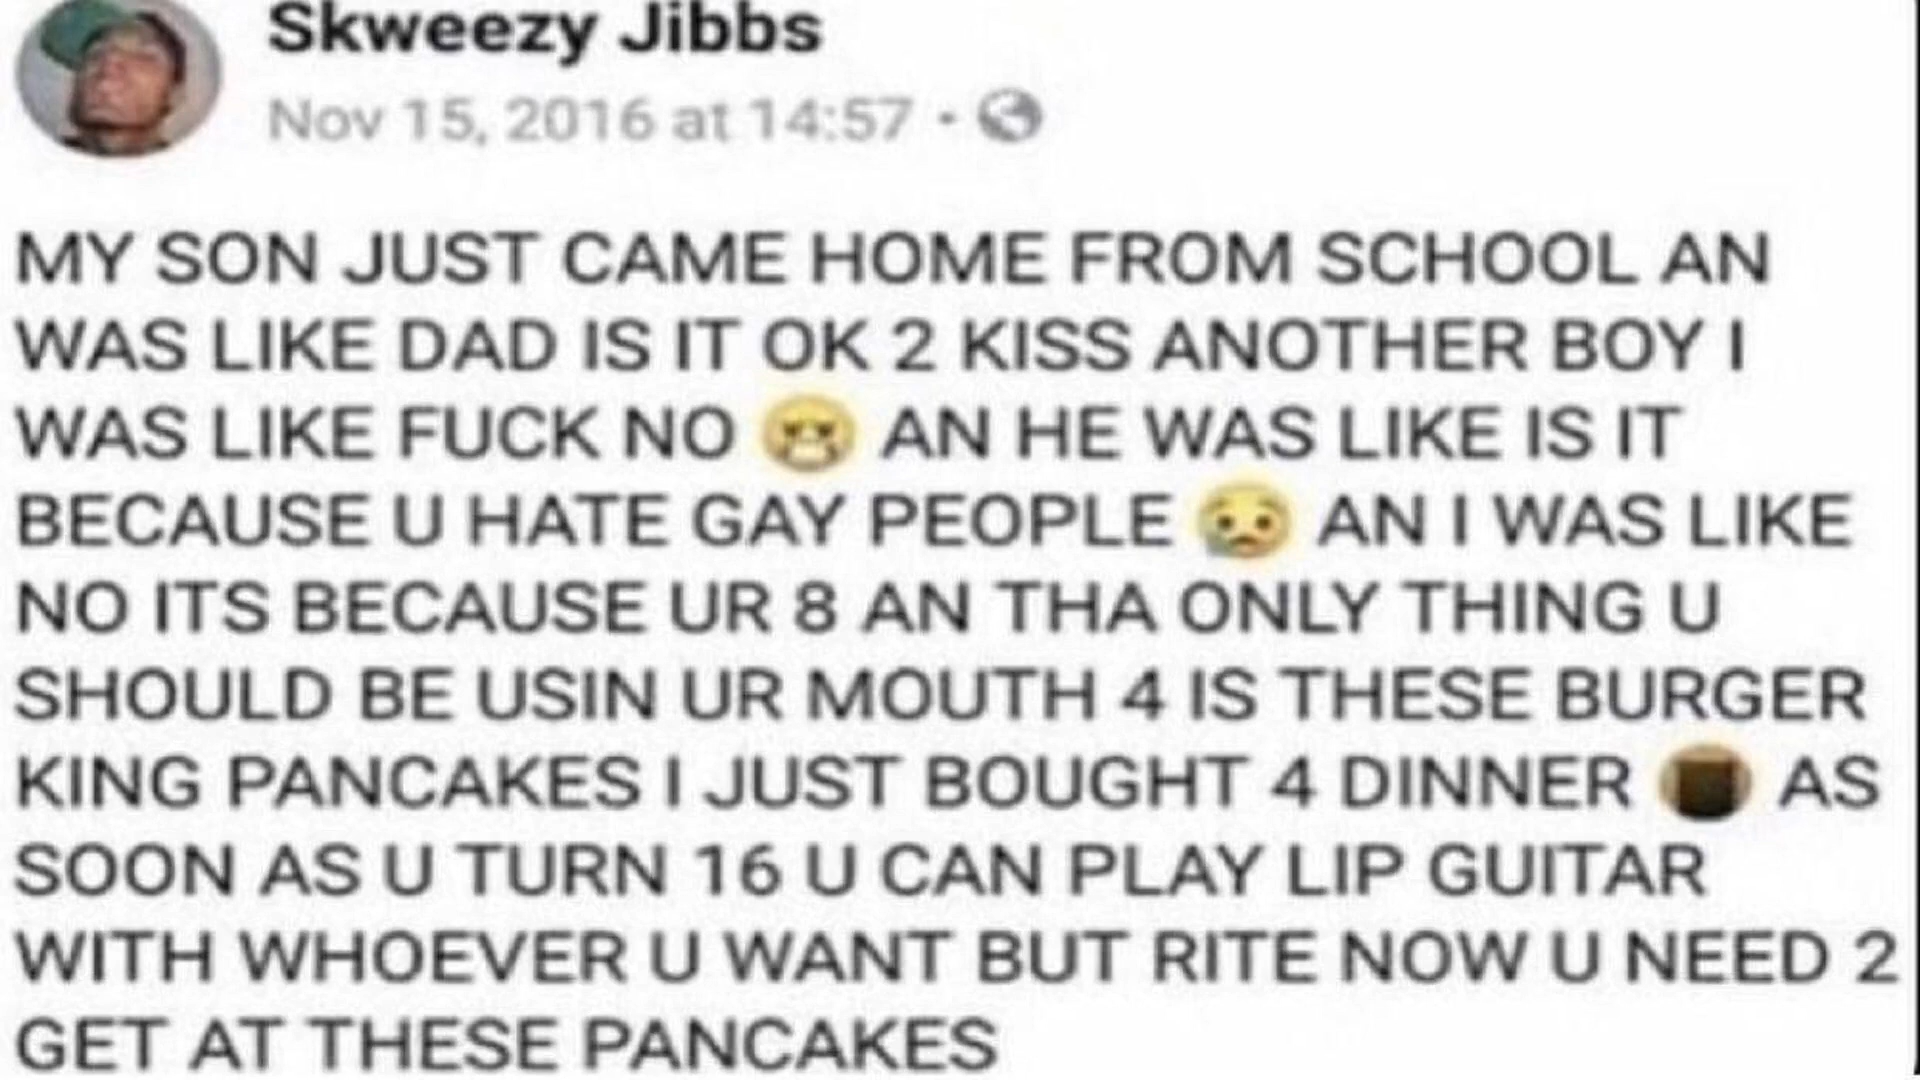 Skweezy Jibbs
Nov 15, 2016 at 14:57 ·
MY SON JUST CAME HOME FROM SCHOOL AN
WAS LIKE DAD IS IT OK 2 KISS ANOTHER BOY I
WAS LIKE FUCK NO 😤 AN HE WAS LIKE IS IT
BECAUSE U HATE GAY PEOPLE 😢 AN I WAS LIKE
NO ITS BECAUSE UR 8 AN THA ONLY THING U
SHOULD BE USIN UR MOUTH 4 IS THESE BURGER
KING PANCAKES I JUST BOUGHT 4 DINNER AS
SOON AS U TURN 16 U CAN PLAY LIP GUITAR
WITH WHOEVER U WANT BUT RITE NOW U NEED 2
GET AT THESE PANCAKES